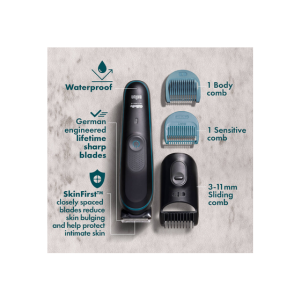 Waterproof
German
engineered
lifetime
sharp
blades
SkinFirst™
closely spaced
blades reduce
skin bulging
and help protect
intimate skin
1 Body
comb
1 Sensitive
comb
3-11mm
Sliding
comb